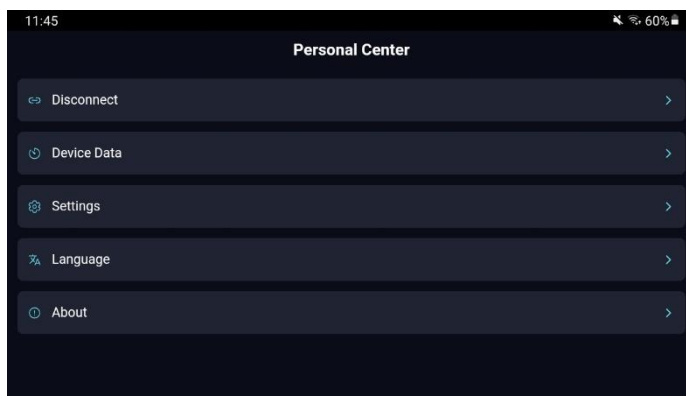 11:45
60%
Personal Center
Disconnect
Device Data
Settings
Language
About